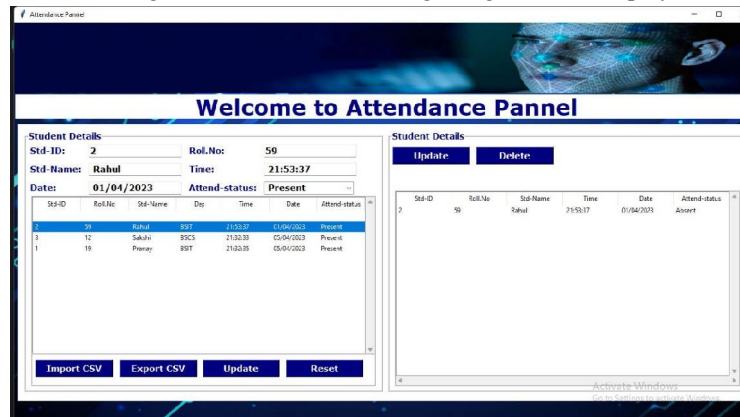 Attendance Pannel
Welcome to Attendance Pannel
Student Details
Std-ID: 2 Rol.No: 59
Std-Name: Rahul Time: 21:53:37
Date: 01/04/2023 Attend-status: Present
Std-ID Roll.No Std-Name Dep Time Date Attend-status
2 59 Rahul BSIT 21:53:37 01/04/2023 Present
3 12 Sakshi BSCS 21:32:33 05/04/2023 Present
1 19 Pranay BSIT 21:32:35 05/04/2023 Present
Import CSV Export CSV Update Reset
Student Details
Update Delete
Std-ID Roll.No Std-Name Time Date Attend-status
2 59 Rahul 21:53:37 01/04/2023 Absent
Activate Windows
Go to Settings to activate Windows.